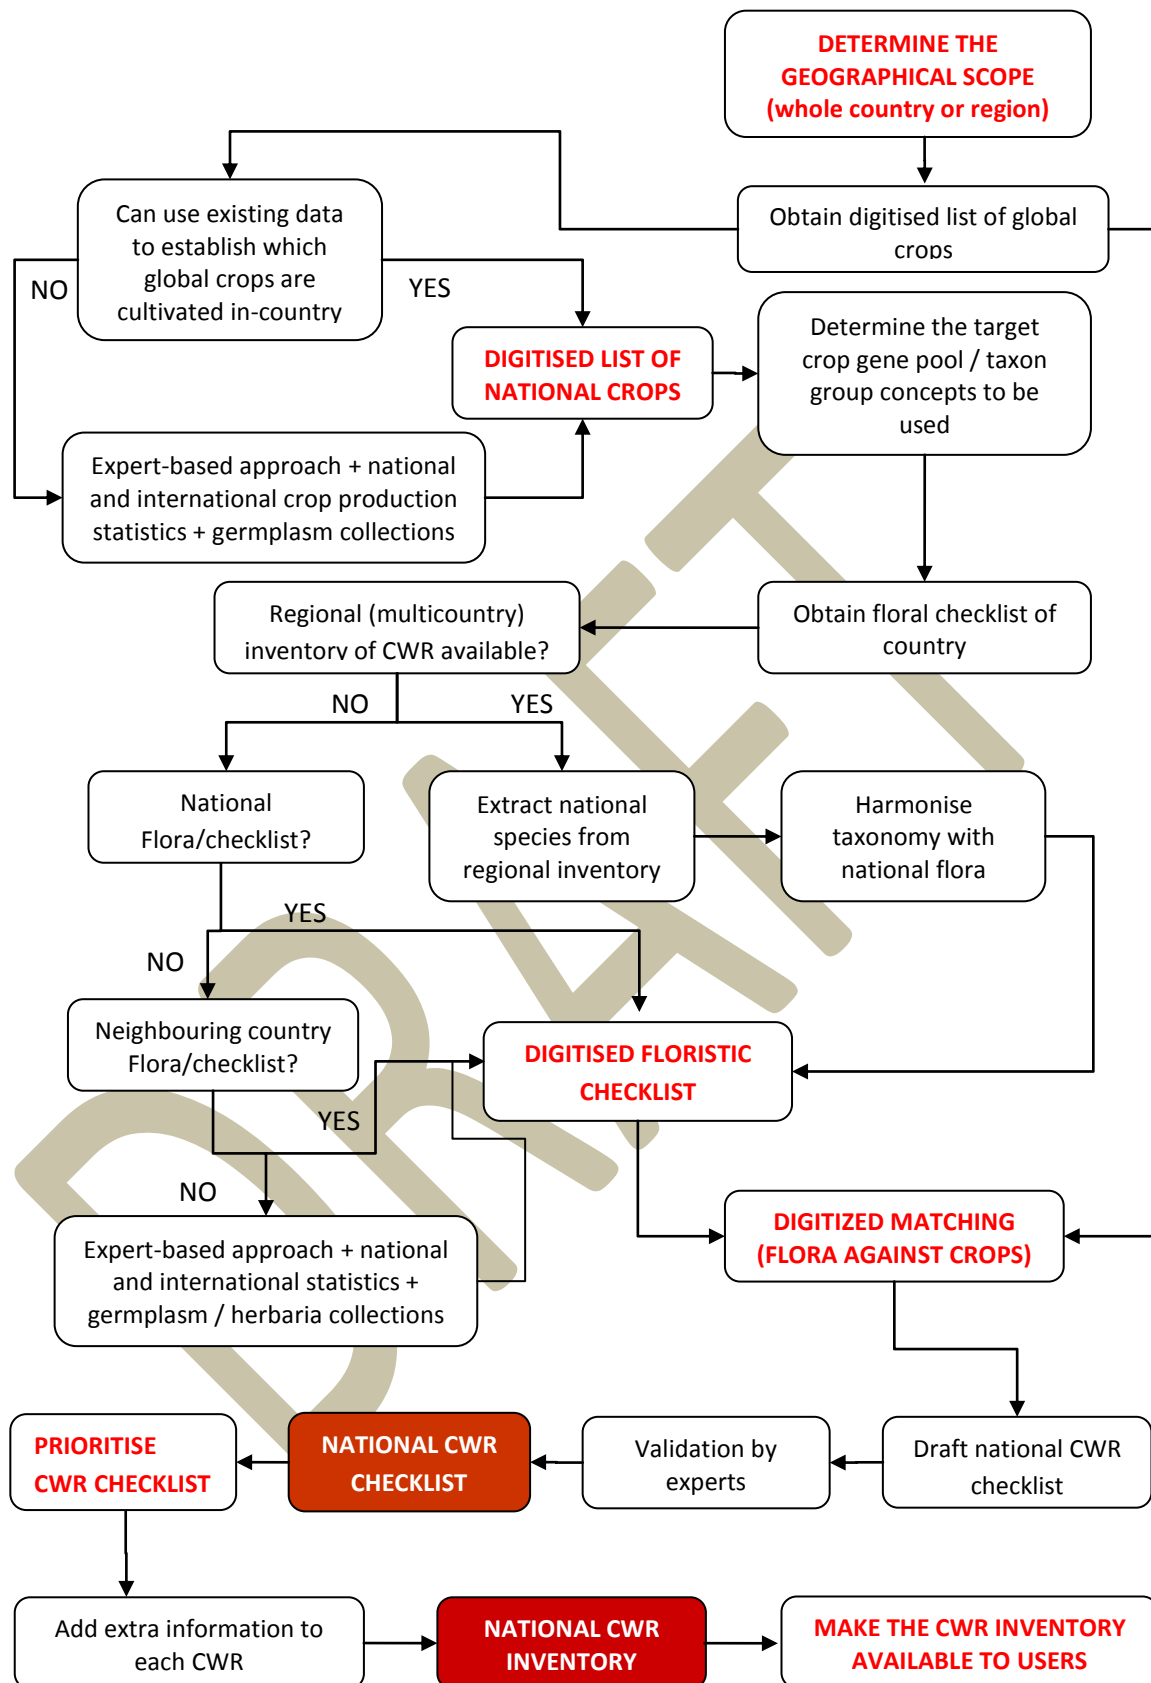 DETERMINE THE
GEOGRAPHICAL SCOPE
(whole country or region)
Obtain digitised list of global
crops
Can use existing data
to establish which
global crops are
cultivated in-country
NO
YES
DIGITISED LIST OF
NATIONAL CROPS
Determine the target
crop gene pool / taxon
group concepts to be
used
Expert-based approach + national
and international crop production
statistics + germplasm collections
Regional (multicountry)
inventory of CWR available?
Obtain floral checklist of
country
NO
YES
National
Flora/checklist?
Extract national
species from
regional inventory
Harmonise
taxonomy with
national flora
YES
NO
Neighbouring country
Flora/checklist?
DIGITISED FLORISTIC
CHECKLIST
YES
NO
Expert-based approach + national
and international statistics +
germplasm / herbaria collections
DIGITIZED MATCHING
(FLORA AGAINST CROPS)
PRIORITISE
CWR CHECKLIST
NATIONAL CWR
CHECKLIST
Validation by
experts
Draft national CWR
checklist
Add extra information to
each CWR
NATIONAL CWR
INVENTORY
MAKE THE CWR INVENTORY
AVAILABLE TO USERS
DRAFT